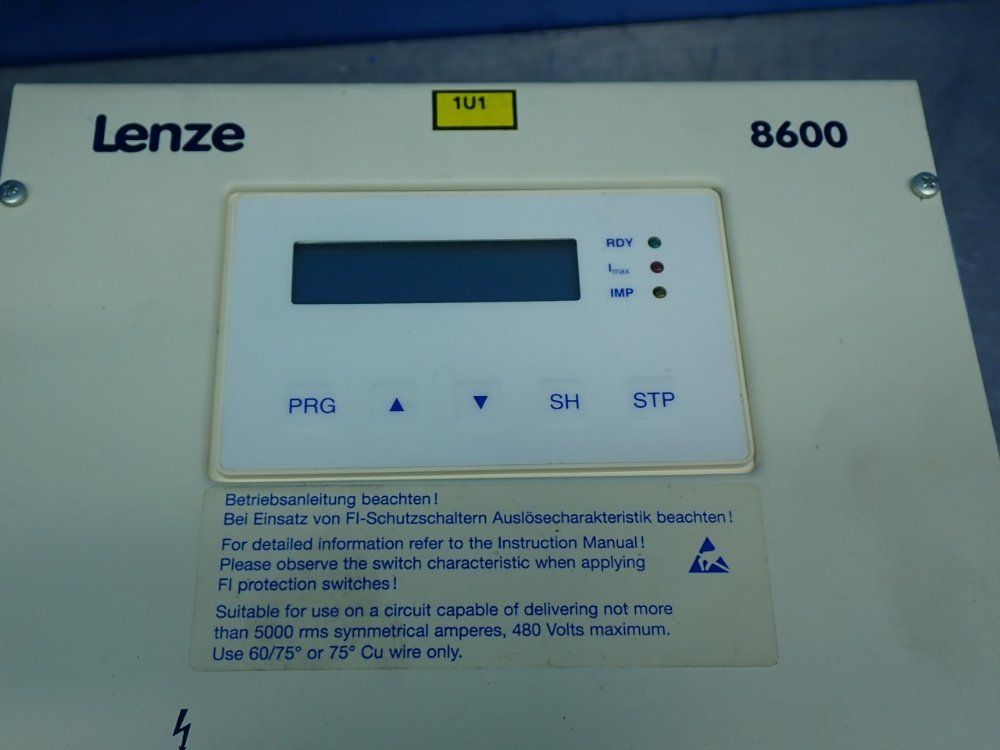 Lenze
1U1
8600
RDY
Imax
IMP
PRG ▲ ▼ SH STP
Betriebsanleitung beachten!
Bei Einsatz von FI-Schutzschaltern Auslösecharakteristik beachten!
For detailed information refer to the Instruction Manual!
Please observe the switch characteristic when applying
FI protection switches!
Suitable for use on a circuit capable of delivering not more
than 5000 rms symmetrical amperes, 480 Volts maximum.
Use 60/75° or 75° Cu wire only.